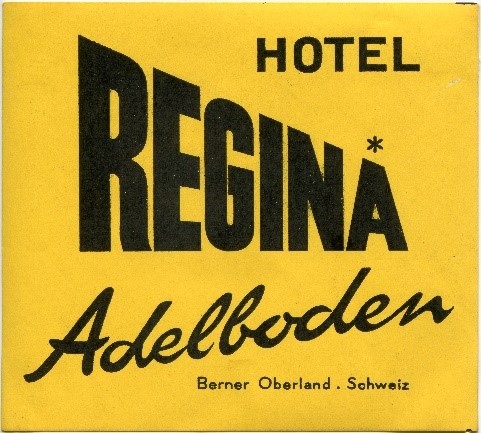 HOTEL
REGINA*
Adelboden
Berner Oberland . Schweiz